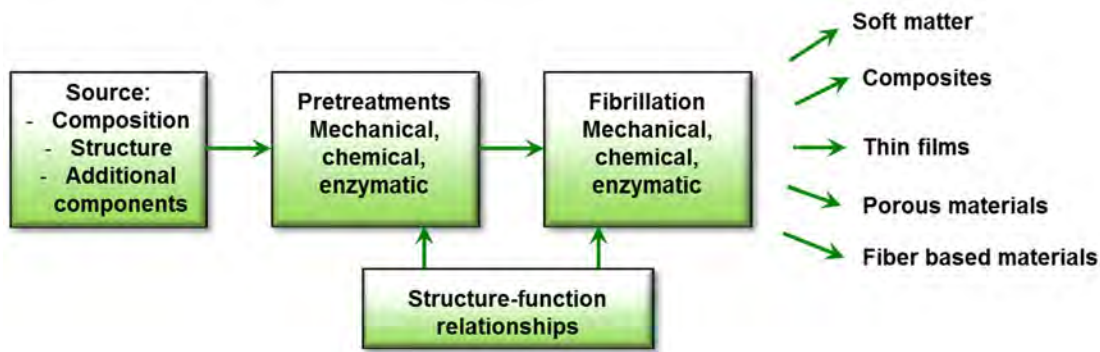 Source:
- Composition
- Structure
- Additional
components
Pretreatments
Mechanical,
chemical,
enzymatic
Fibrillation
Mechanical,
chemical,
enzymatic
Structure-function
relationships
Soft matter
Composites
Thin films
Porous materials
Fiber based materials